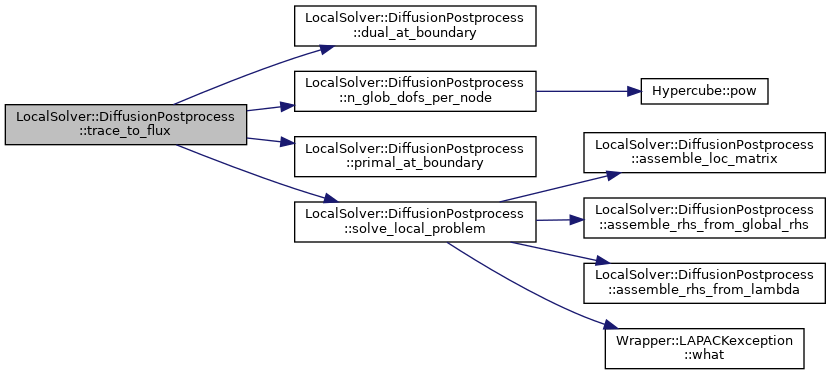 LocalSolver::DiffusionPostprocess
::trace_to_flux
LocalSolver::DiffusionPostprocess
::dual_at_boundary
LocalSolver::DiffusionPostprocess
::n_glob_dofs_per_node
Hypercube::pow
LocalSolver::DiffusionPostprocess
::primal_at_boundary
LocalSolver::DiffusionPostprocess
::solve_local_problem
LocalSolver::DiffusionPostprocess
::assemble_loc_matrix
LocalSolver::DiffusionPostprocess
::assemble_rhs_from_global_rhs
LocalSolver::DiffusionPostprocess
::assemble_rhs_from_lambda
Wrapper::LAPACKexception
::what